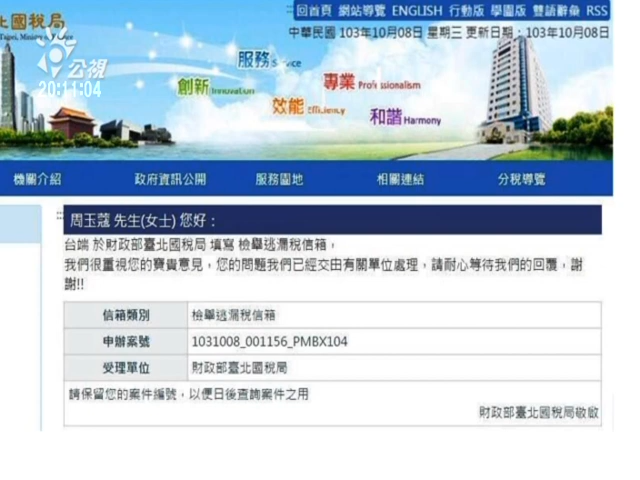 回首頁 網站導覽 ENGLISH 行動版 學園版 雙語辭彙 RSS
北國稅局
中華民國 103年10月08日 星期三 更新日期：103年10月08日
公視
20:11:04
服務
創新 Innovation
專業 Professionalism
效能 Efficiency
和諧 Harmony
機關介紹 政府資訊公開 服務園地 相關連結 分稅導覽
周玉蔻 先生(女士) 您好：
台端 於財政部臺北國稅局 填寫 檢舉逃漏稅信箱，
我們很重視您的寶貴意見，您的問題我們已經交由有關單位處理，請耐心等待我們的回覆，謝
謝!!
信箱類別 檢舉逃漏稅信箱
申辦案號 1031008_001156_PMBX104
受理單位 財政部臺北國稅局
請保留您的案件編號，以便日後查詢案件之用
財政部臺北國稅局敬啟